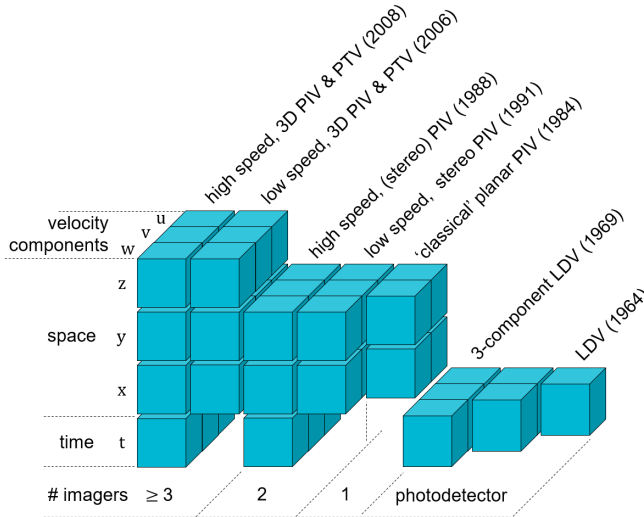 high speed, 3D PIV & PTV (2008)
low speed, 3D PIV & PTV (2006)
high speed, (stereo) PIV (1988)
low speed, stereo PIV (1991)
‘classical’ planar PIV (1984)
3-component LDV (1969)
LDV (1964)
velocity
components
u
v
w
z
space y
x
time t
# imagers ≥ 3 2 1 photodetector